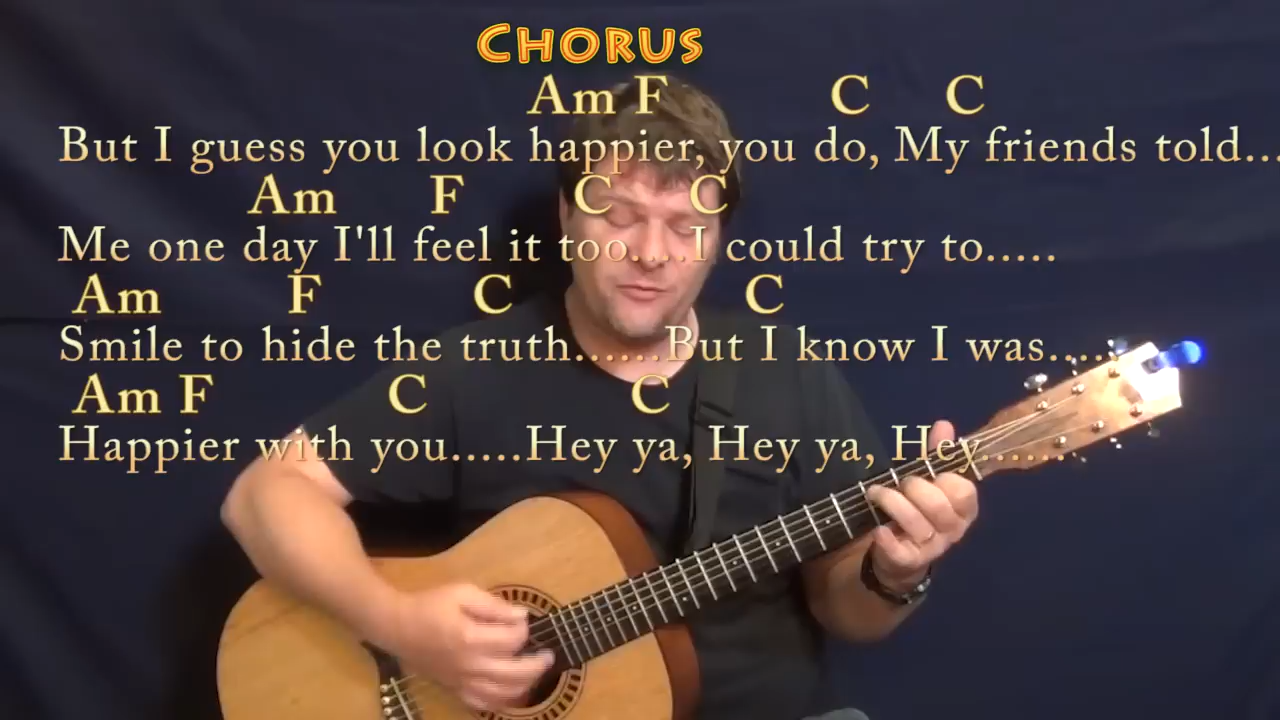 CHORUS
Am F C C
But I guess you look happier, you do, My friends told...
Am F C C
Me one day I'll feel it too....I could try to.....
Am F C C
Smile to hide the truth......But I know I was.....
Am F C C
Happier with you.....Hey ya, Hey ya, Hey......